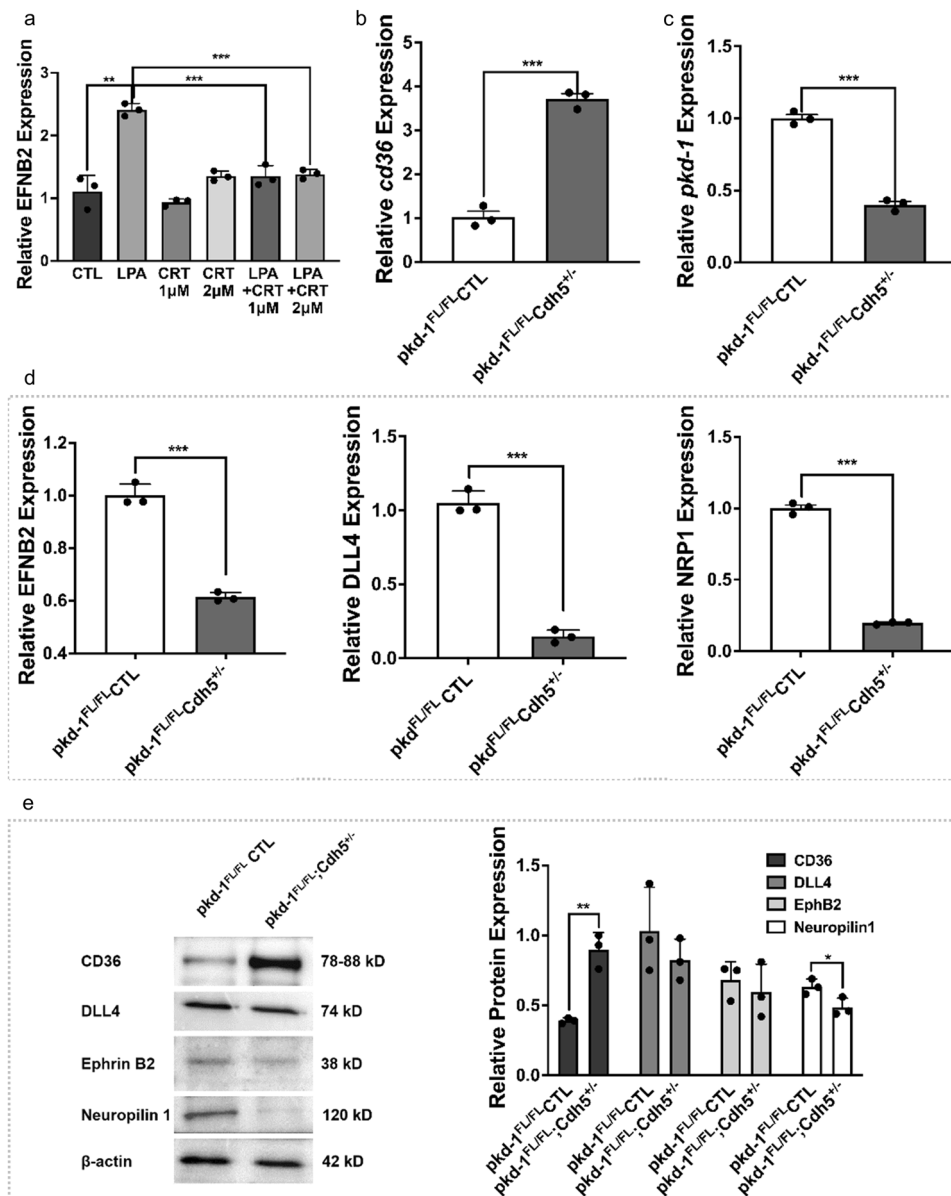 a
Relative EFNB2 Expression
3
2
1
0
**
***
***
CTL
LPA
CRT
1μM
CRT
2μM
LPA
+CRT
1μM
LPA
+CRT
2μM
b
Relative cd36 Expression
5
4
3
2
1
0
***
pkd-1FL/FLCTL
pkd-1FL/FLCdh5+/-
c
Relative pkd-1 Expression
1.5
1.0
0.5
0.0
***
pkd-1FL/FLCTL
pkd-1FL/FLCdh5+/-
d
Relative EFNB2 Expression
1.2
1.0
0.8
0.6
0.4
***
pkd-1FL/FLCTL
pkd-1FL/FLCdh5+/-
Relative DLL4 Expression
1.5
1.0
0.5
0.0
***
pkdFL/FL CTL
pkdFL/FLCdh5+/-
Relative NRP1 Expression
1.5
1.0
0.5
0.0
***
pkd-1FL/FLCTL
pkd-1FL/FLCdh5+/-
e
pkd-1FL/FL CTL
pkd-1FL/FL;Cdh5+/-
CD36 78-88 kD
DLL4 74 kD
Ephrin B2 38 kD
Neuropilin 1 120 kD
β-actin 42 kD
Relative Protein Expression
1.5
1.0
0.5
0.0
**
*
CD36
DLL4
EphB2
Neuropilin1
pkd-1FL/FLCTL
pkd-1FL/FL;Cdh5+/-
pkd-1FL/FLCTL
pkd-1FL/FL;Cdh5+/-
pkd-1FL/FLCTL
pkd-1FL/FL;Cdh5+/-
pkd-1FL/FLCTL
pkd-1FL/FL;Cdh5+/-